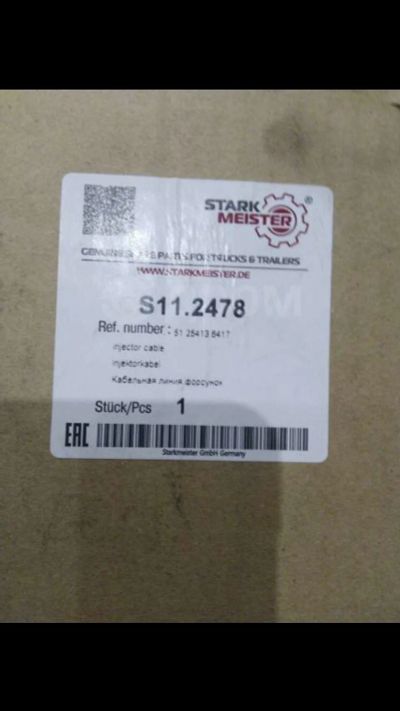 STARK
MEISTER®
GENUINE SPARE PARTS FOR TRUCKS & TRAILERS
WWW.STARKMEISTER.DE
S11.2478
Ref. number : 51 25413 6417
Injector cable
Injektorkabel
Кабельная линия форсунок
Stück/Pcs 1
EAC
Starkmeister GmbH Germany